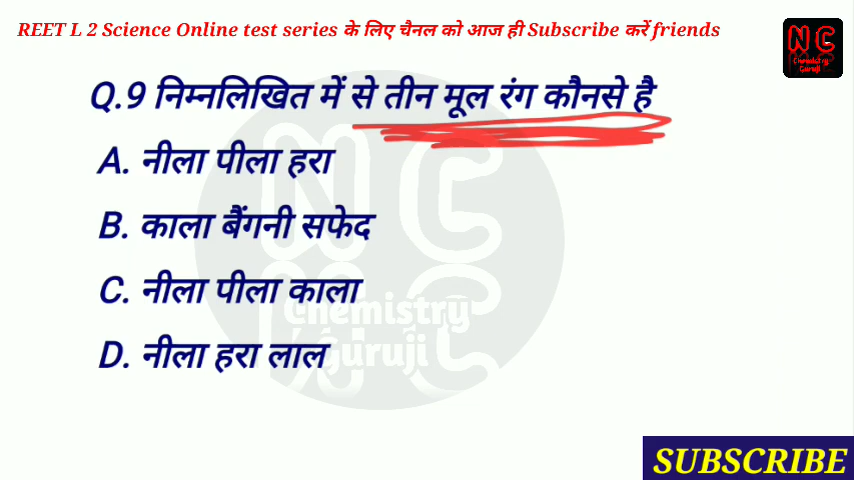 REET L 2 Science Online test series के लिए चैनल को आज ही Subscribe करें friends
NC
Chemistry
Guruji
Q.9 निम्नलिखित में से तीन मूल रंग कौनसे है
A. नीला पीला हरा
B. काला बैंगनी सफेद
C. नीला पीला काला
D. नीला हरा लाल
NC
Chemistry
Guruji
SUBSCRIBE